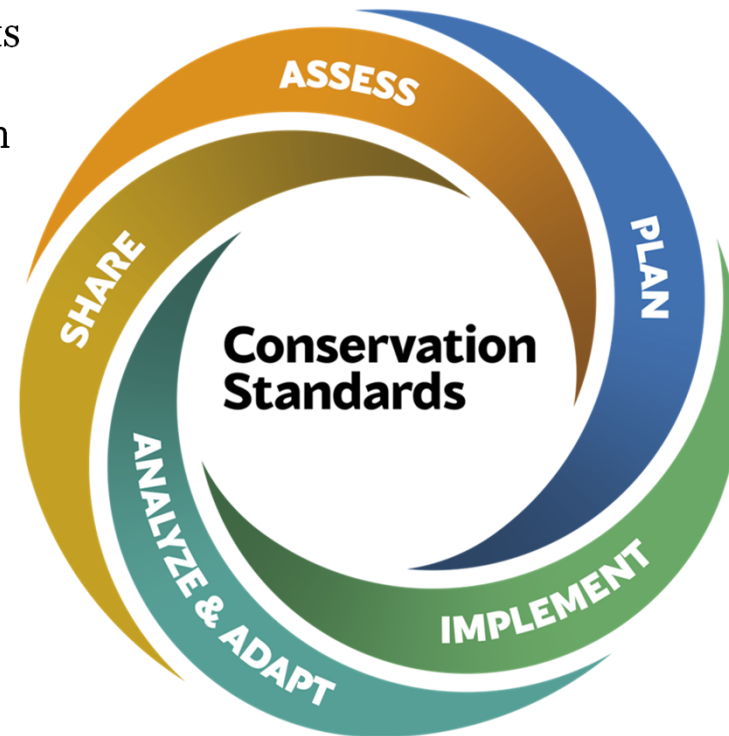 ASSESS
PLAN
IMPLEMENT
ANALYZE & ADAPT
SHARE
Conservation
Standards